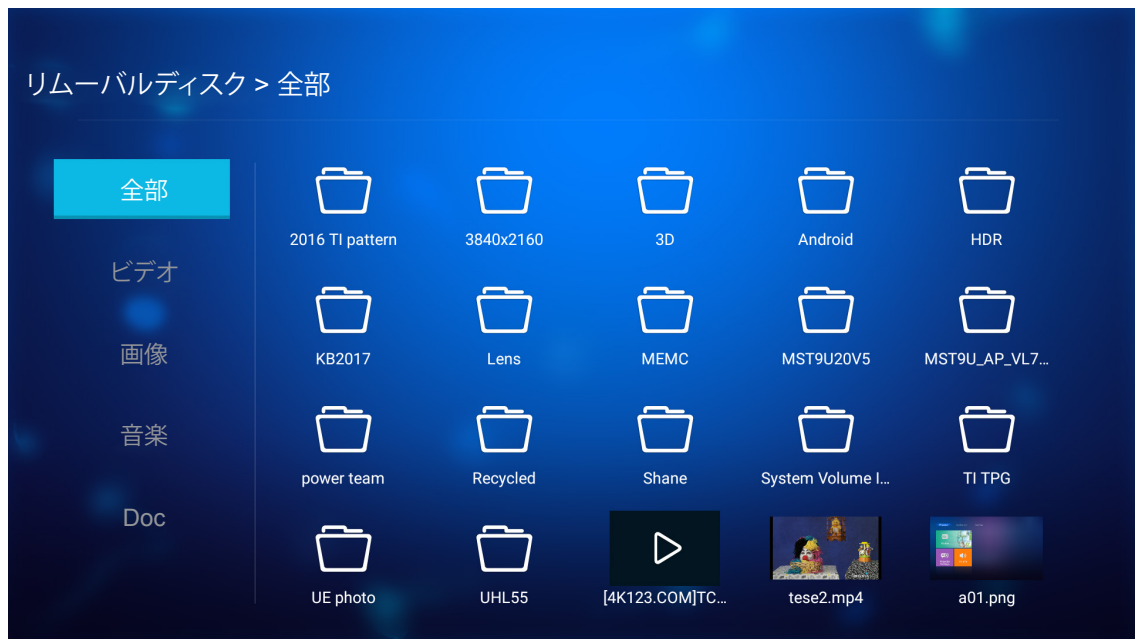 リムーバルディスク > 全部
全部
ビデオ
画像
音楽
Doc
2016 TI pattern
3840x2160
3D
Android
HDR
KB2017
Lens
MEMC
MST9U20V5
MST9U_AP_VL7...
power team
Recycled
Shane
System Volume I...
TI TPG
UE photo
UHL55
[4K123.COM]TC...
tese2.mp4
a01.png